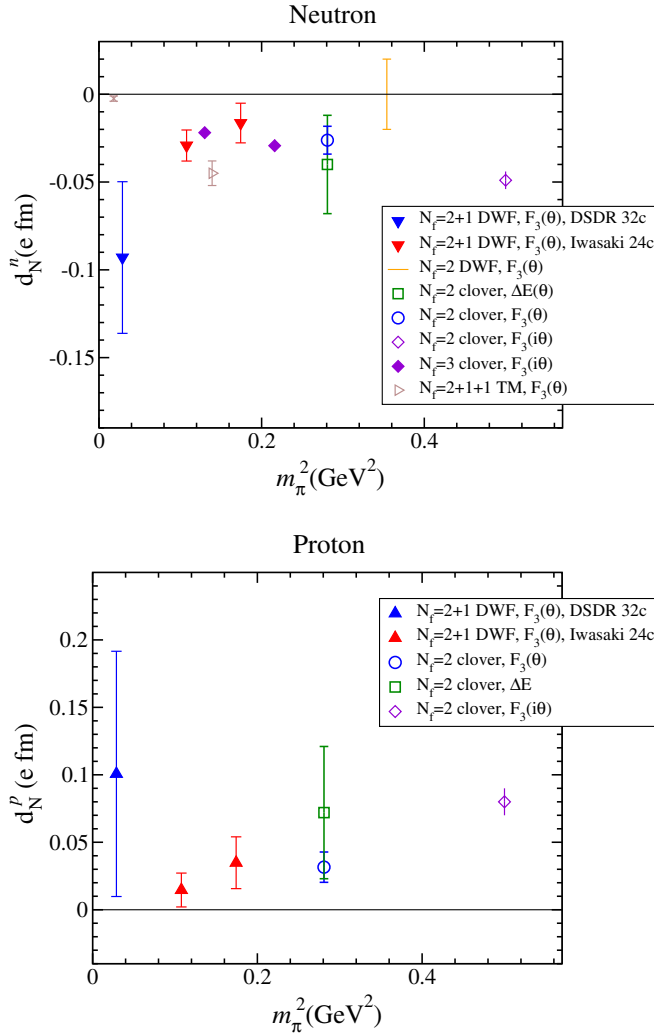 Neutron
0
-0.05
-0.1
-0.15
d_N^n (e fm)
N_f=2+1 DWF, F_3(θ), DSDR 32c
N_f=2+1 DWF, F_3(θ), Iwasaki 24c
N_f=2 DWF, F_3(θ)
N_f=2 clover, ΔE(θ)
N_f=2 clover, F_3(θ)
N_f=2 clover, F_3(iθ)
N_f=3 clover, F_3(iθ)
N_f=2+1+1 TM, F_3(θ)
0 0.2 0.4
m_π^2(GeV^2)
Proton
0.2
0.15
0.1
0.05
0
d_N^p (e fm)
N_f=2+1 DWF, F_3(θ), DSDR 32c
N_f=2+1 DWF, F_3(θ), Iwasaki 24c
N_f=2 clover, F_3(θ)
N_f=2 clover, ΔE
N_f=2 clover, F_3(iθ)
0 0.2 0.4
m_π^2(GeV^2)